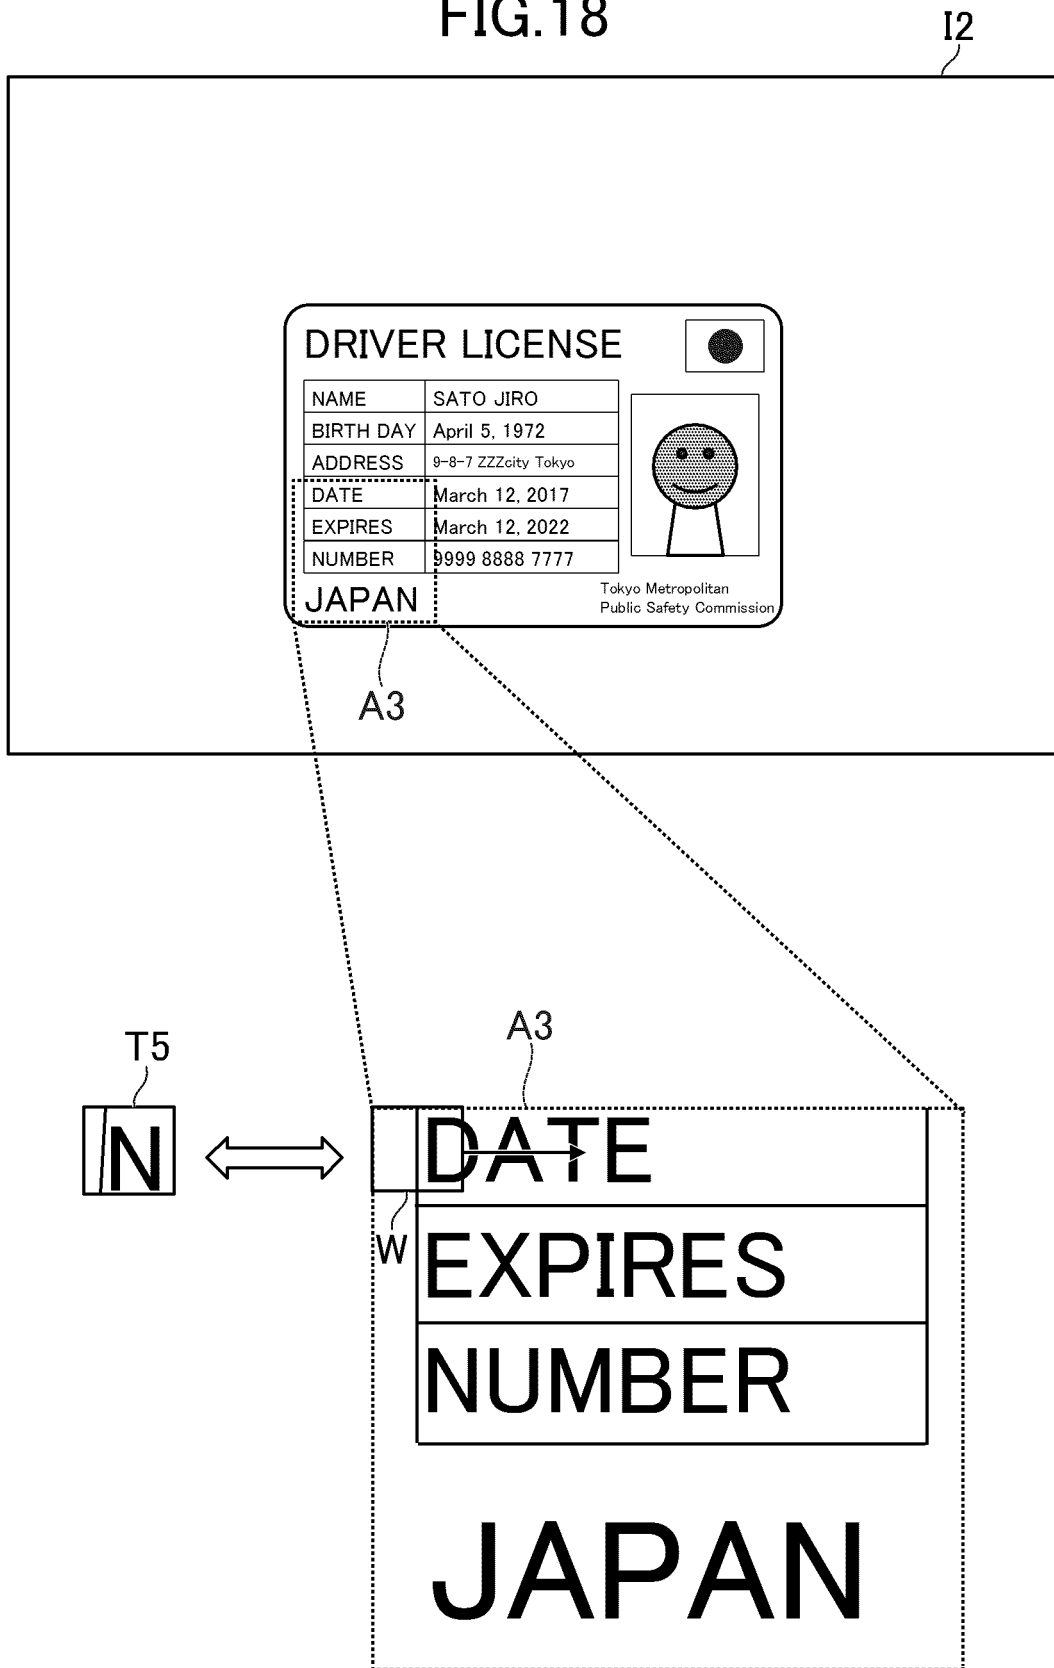 FIG.18
I2
DRIVER LICENSE
NAME SATO JIRO
BIRTH DAY April 5, 1972
ADDRESS 9-8-7 ZZZcity Tokyo
DATE March 12, 2017
EXPIRES March 12, 2022
NUMBER 9999 8888 7777
JAPAN
Tokyo Metropolitan
Public Safety Commission
A3
A3
T5
N
DATE
W
EXPIRES
NUMBER
JAPAN